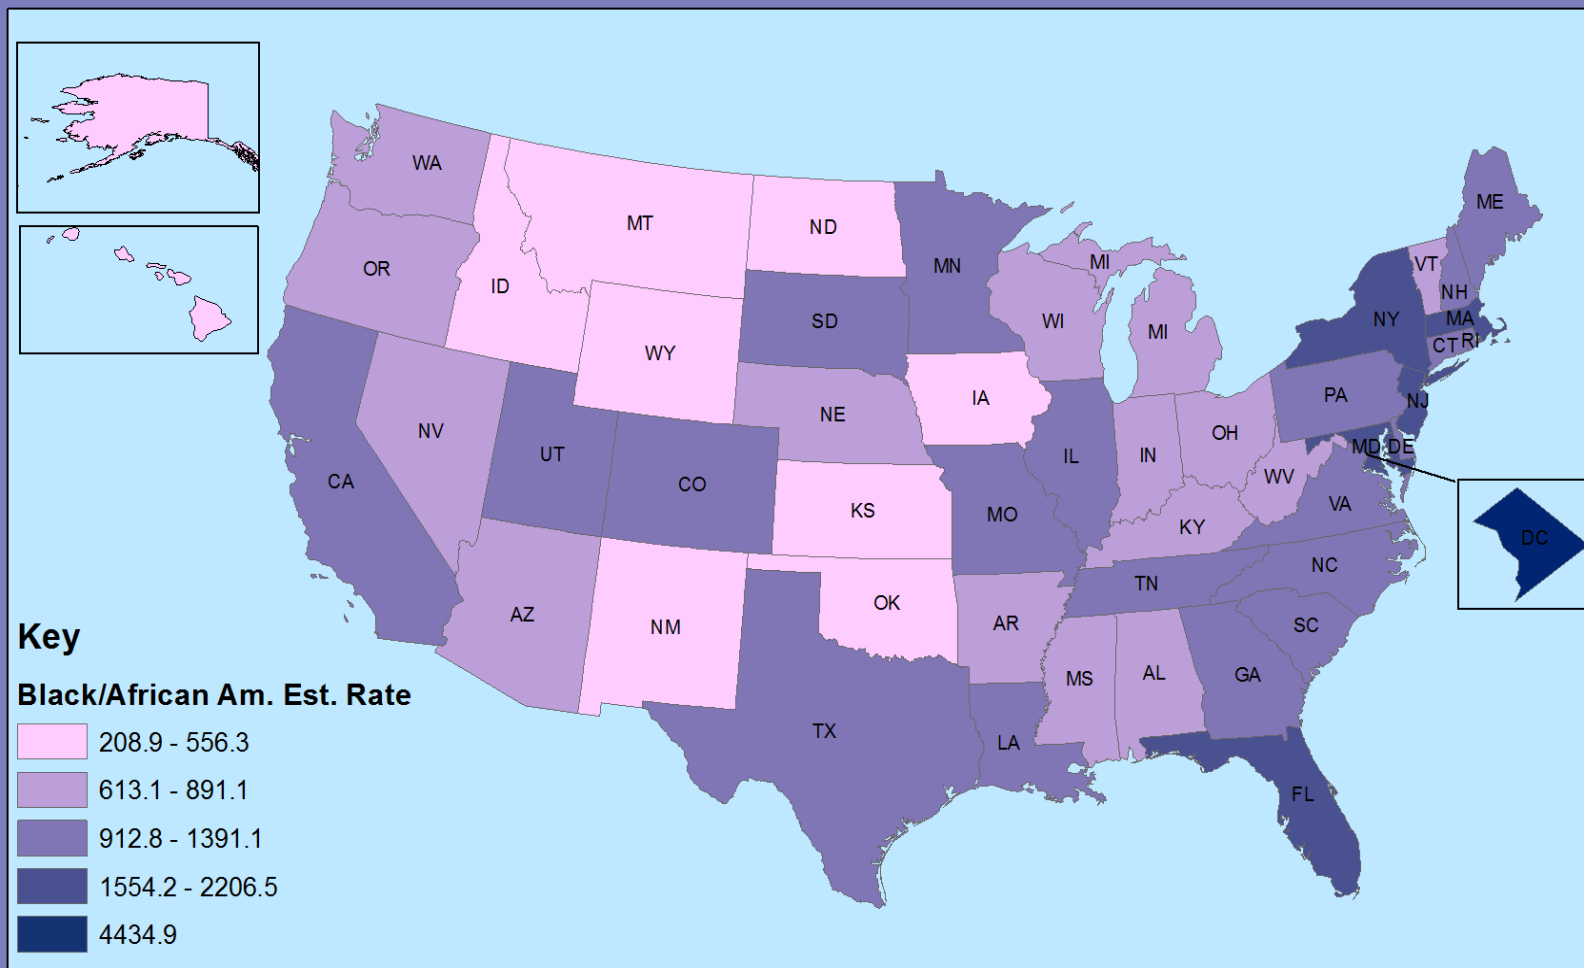 WA
MT
ND
ME
OR
ID
MN
MI
VT
NH
SD
WI
NY
MA
MI
CT
RI
WY
IA
PA
NJ
NE
NV
OH
UT
IL
IN
MD
DE
CA
CO
WV
KS
MO
VA
KY
DC
NC
TN
AZ
NM
OK
AR
SC
MS
AL
GA
TX
LA
FL
Key
Black/African Am. Est. Rate
208.9 - 556.3
613.1 - 891.1
912.8 - 1391.1
1554.2 - 2206.5
4434.9